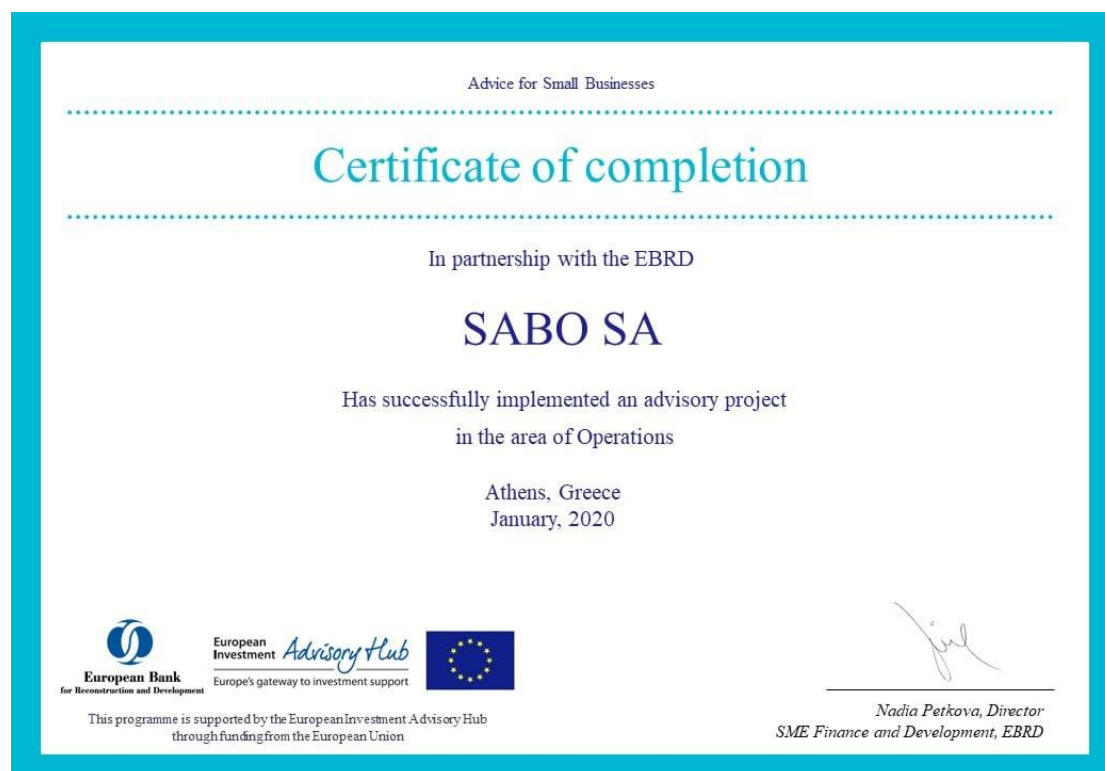 Advice for Small Businesses
Certificate of completion
In partnership with the EBRD
SABO SA
Has successfully implemented an advisory project
in the area of Operations
Athens, Greece
January, 2020
European Bank
for Reconstruction and Development
European
Investment Advisory Hub
Europe's gateway to investment support
This programme is supported by the European Investment Advisory Hub
through funding from the European Union
Nadia Petkova, Director
SME Finance and Development, EBRD